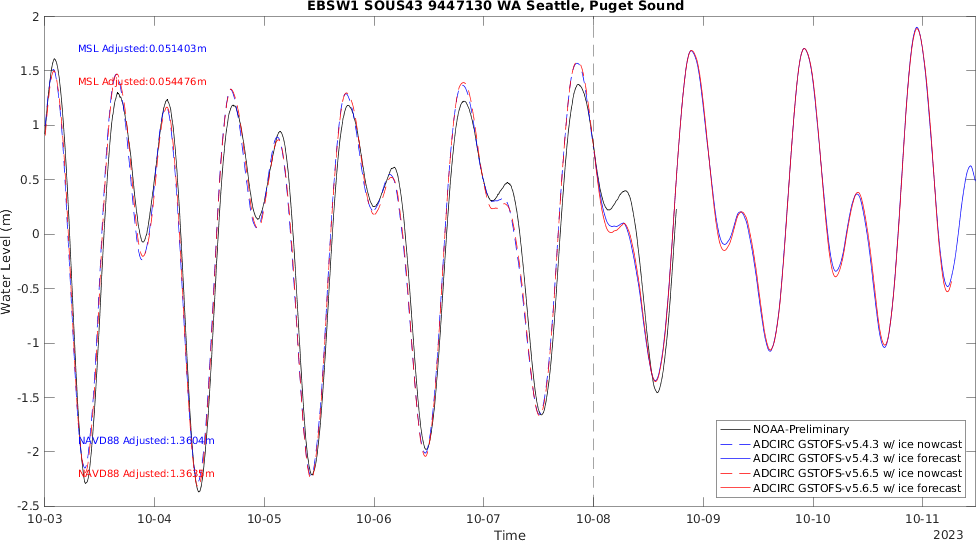 EBSW1 SOUS43 9447130 WA Seattle, Puget Sound
2
1.5
1
0.5
0
-0.5
-1
-1.5
-2
-2.5
Water Level (m)
MSL Adjusted:0.051403m
MSL Adjusted:0.054476m
NAVD88 Adjusted:1.3604m
NAVD88 Adjusted:1.3635m
NOAA-Preliminary
ADCIRC GSTOFS-v5.4.3 w/ ice nowcast
ADCIRC GSTOFS-v5.4.3 w/ ice forecast
ADCIRC GSTOFS-v5.6.5 w/ ice nowcast
ADCIRC GSTOFS-v5.6.5 w/ ice forecast
10-03 10-04 10-05 10-06 10-07 10-08 10-09 10-10 10-11
Time
2023